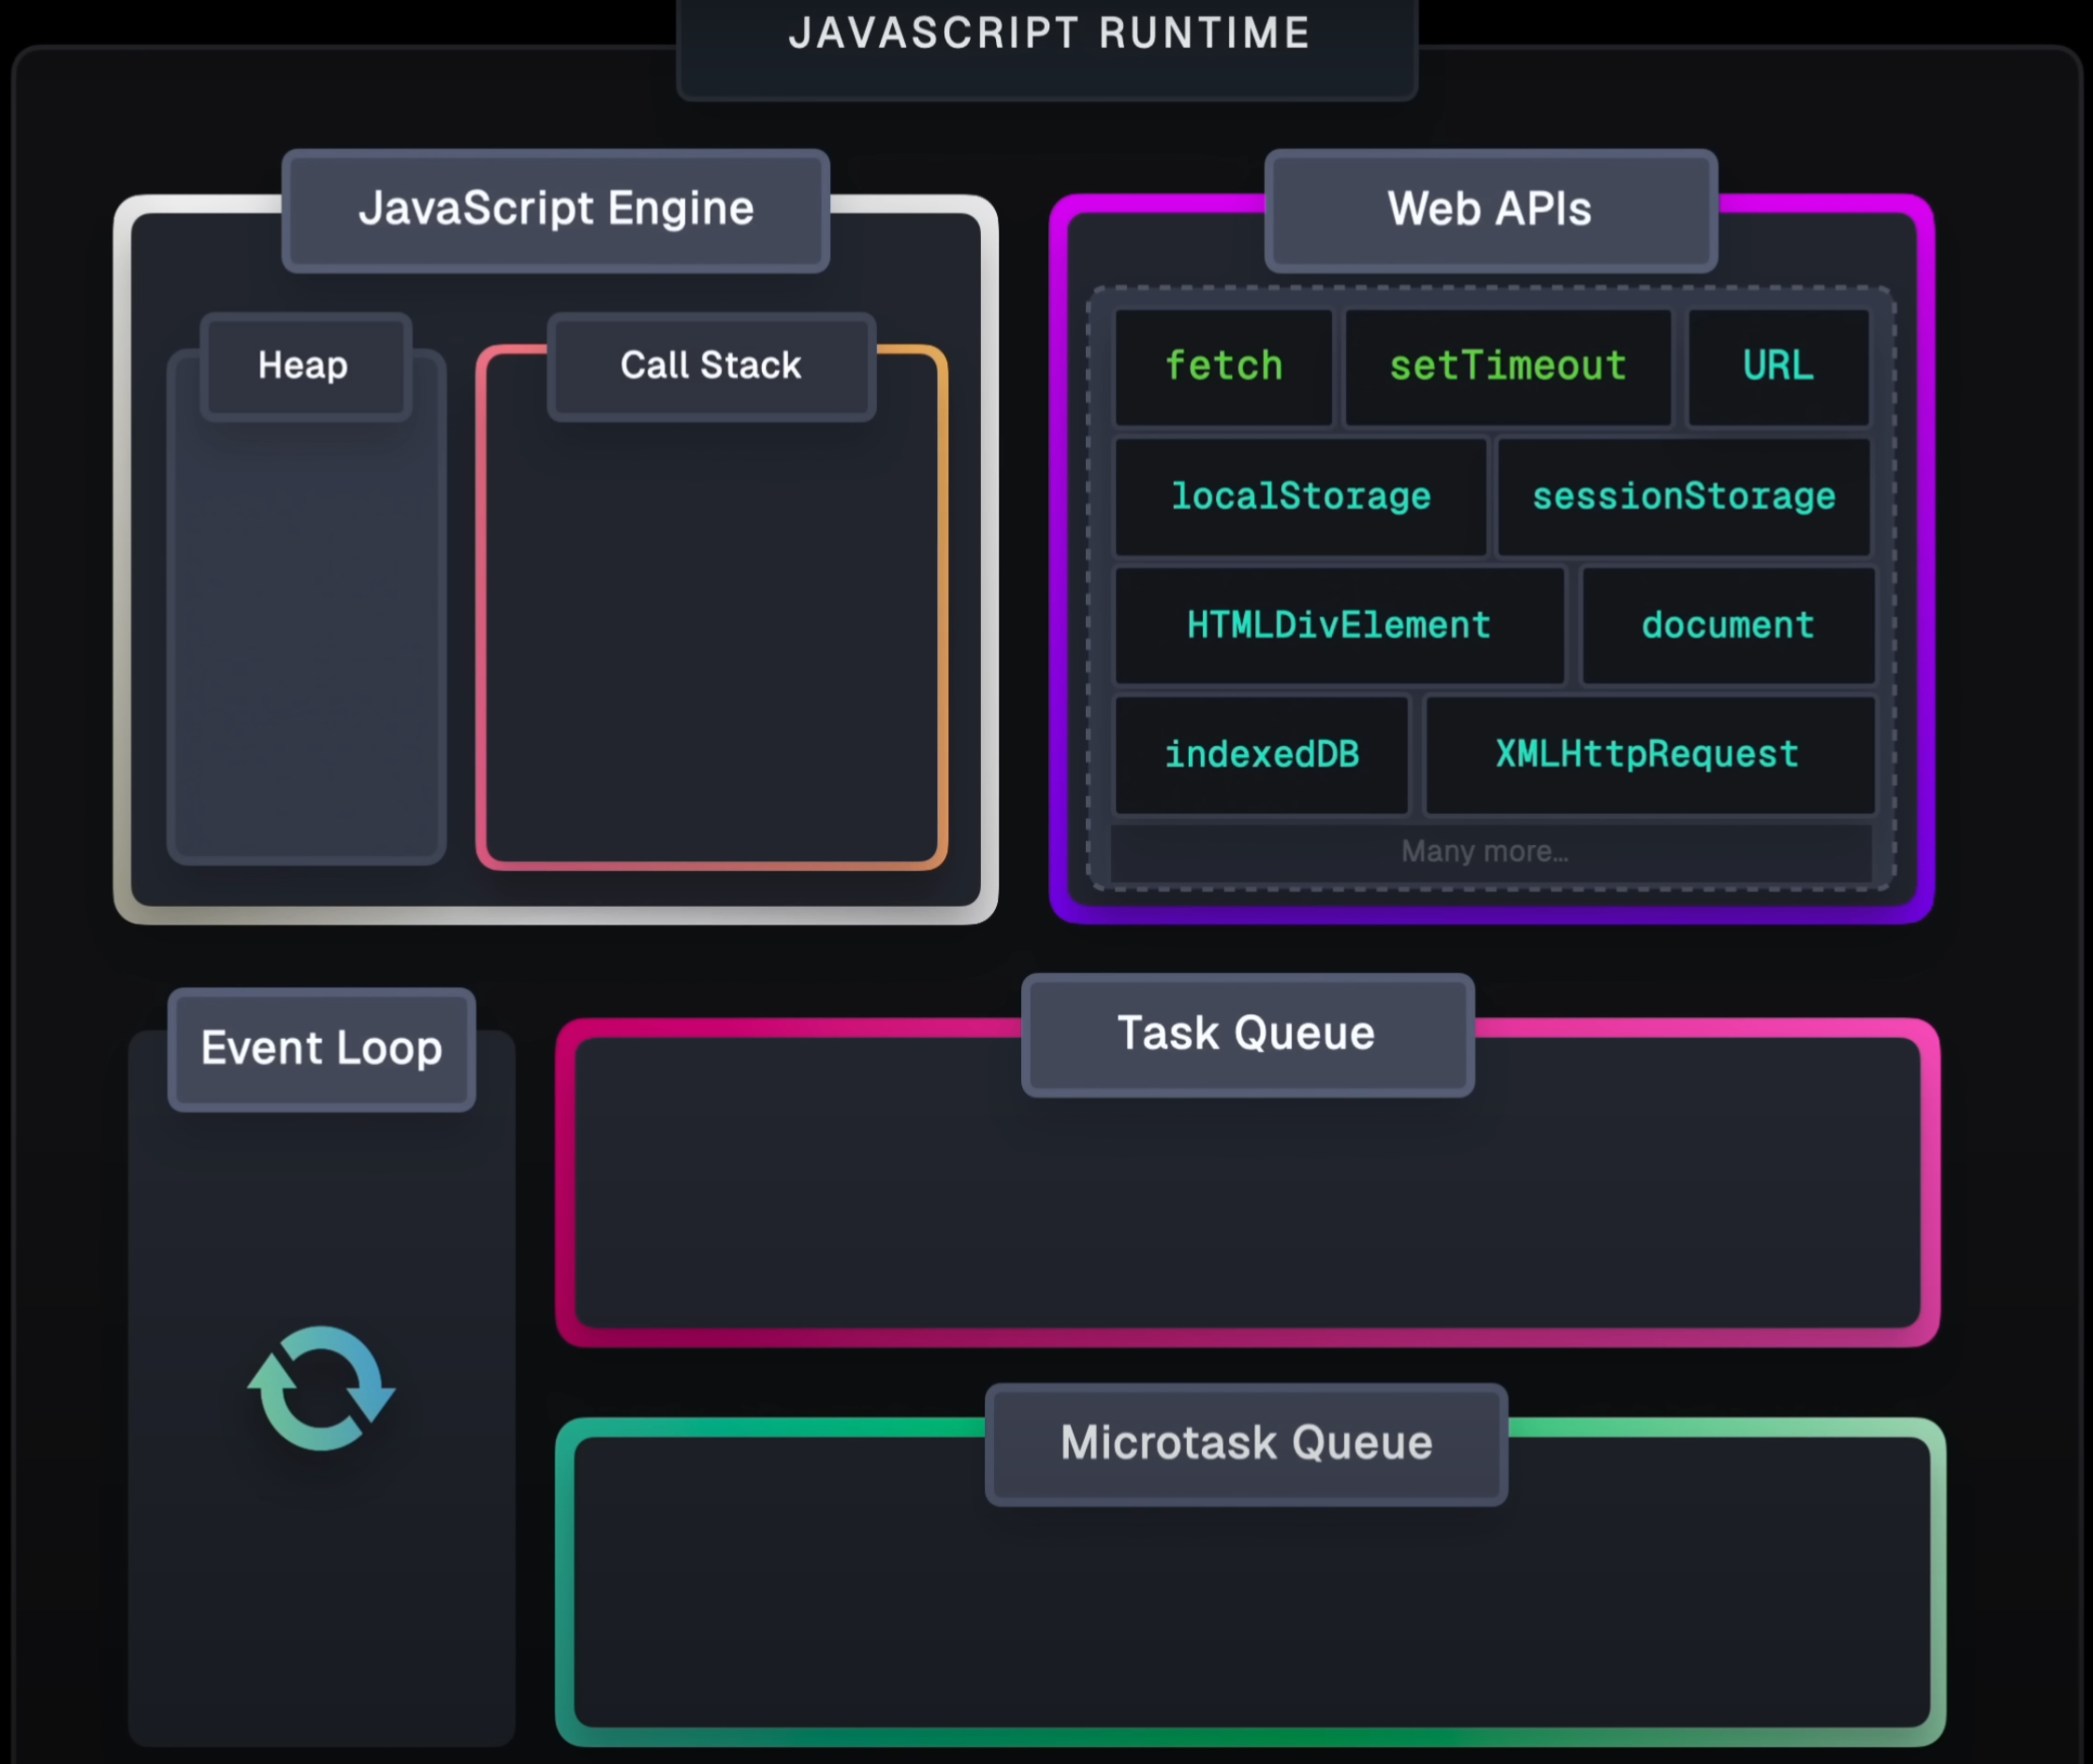 JAVASCRIPT RUNTIME
JavaScript Engine
Heap
Call Stack
Web APIs
fetch
setTimeout
URL
localStorage
sessionStorage
HTMLDivElement
document
indexedDB
XMLHttpRequest
Many more...
Event Loop
Task Queue
Microtask Queue